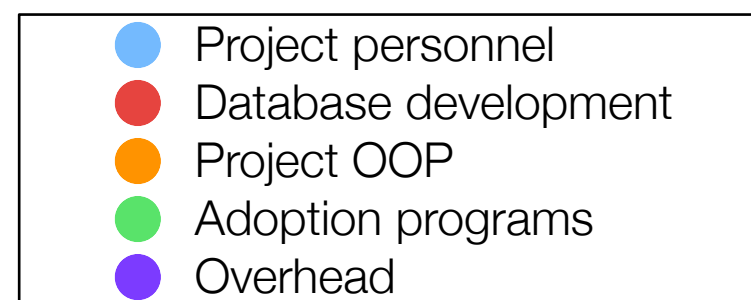 Project personnel
Database development
Project OOP
Adoption programs
Overhead